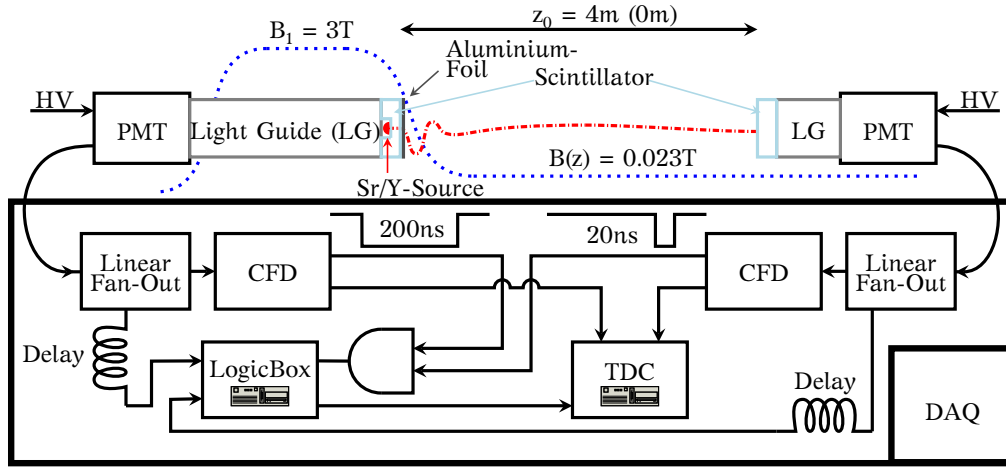 z₀ = 4m (0m)
B₁ = 3T
Aluminium-
Foil
Scintillator
HV
HV
PMT
Light Guide (LG)
LG
PMT
B(z) = 0.023T
Sr/Y-Source
200ns
20ns
Linear
Fan-Out
CFD
CFD
Linear
Fan-Out
Delay
LogicBox
TDC
Delay
DAQ